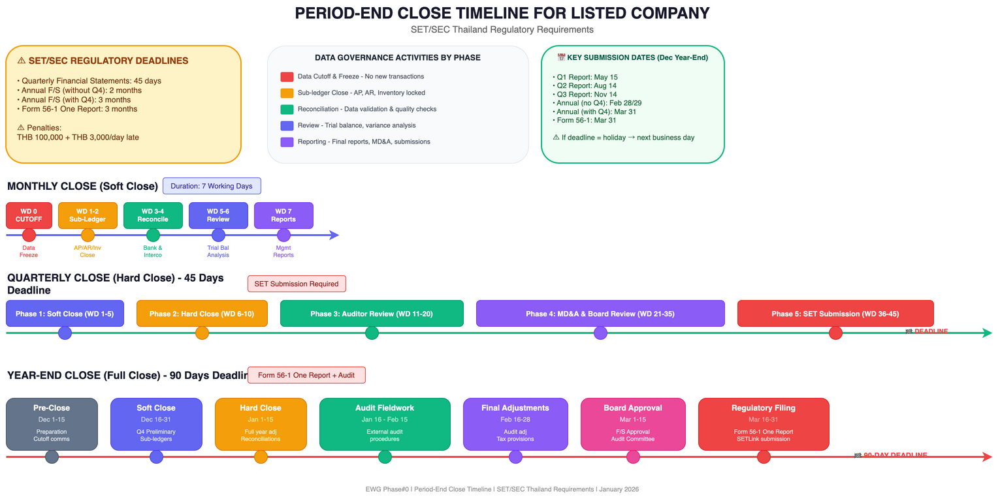 PERIOD-END CLOSE TIMELINE FOR LISTED COMPANY
SET/SEC Thailand Regulatory Requirements
⚠ SET/SEC REGULATORY DEADLINES
• Quarterly Financial Statements: 45 days
• Annual F/S (without Q4): 2 months
• Annual F/S (with Q4): 3 months
• Form 56-1 One Report: 3 months
⚠ Penalties:
THB 100,000 + THB 3,000/day late
DATA GOVERNANCE ACTIVITIES BY PHASE
Data Cutoff & Freeze - No new transactions
Sub-ledger Close - AP, AR, Inventory locked
Reconciliation - Data validation & quality checks
Review - Trial balance, variance analysis
Reporting - Final reports, MD&A, submissions
📅 KEY SUBMISSION DATES (Dec Year-End)
• Q1 Report: May 15
• Q2 Report: Aug 14
• Q3 Report: Nov 14
• Annual (no Q4): Feb 28/29
• Annual (with Q4): Mar 31
• Form 56-1: Mar 31
⚠ If deadline = holiday → next business day
MONTHLY CLOSE (Soft Close)
Duration: 7 Working Days
WD 0
CUTOFF
WD 1-2
Sub-Ledger
WD 3-4
Reconcile
WD 5-6
Review
WD 7
Reports
Data
Freeze
AP/AR/Inv
Close
Bank &
Interco
Trial Bal
Analysis
Mgmt
Reports
QUARTERLY CLOSE (Hard Close) - 45 Days
Deadline
SET Submission Required
Phase 1: Soft Close (WD 1-5)
Phase 2: Hard Close (WD 6-10)
Phase 3: Auditor Review (WD 11-20)
Phase 4: MD&A & Board Review (WD 21-35)
Phase 5: SET Submission (WD 36-45)
🏁 DEADLINE
YEAR-END CLOSE (Full Close) - 90 Days Deadlin
Form 56-1 One Report + Audit
Pre-Close
Dec 1-15
Preparation
Cutoff comms
Soft Close
Dec 16-31
Q4 Preliminary
Sub-ledgers
Hard Close
Jan 1-15
Full year adj
Reconciliations
Audit Fieldwork
Jan 16 - Feb 15
External audit
procedures
Final Adjustments
Feb 16-28
Audit adj
Tax provisions
Board Approval
Mar 1-15
F/S Approval
Audit Committee
Regulatory Filing
Mar 16-31
Form 56-1 One Report
SETLink submission
🏁 90-DAY DEADLINE
EWG Phase#0 | Period-End Close Timeline | SET/SEC Thailand Requirements | January 2026